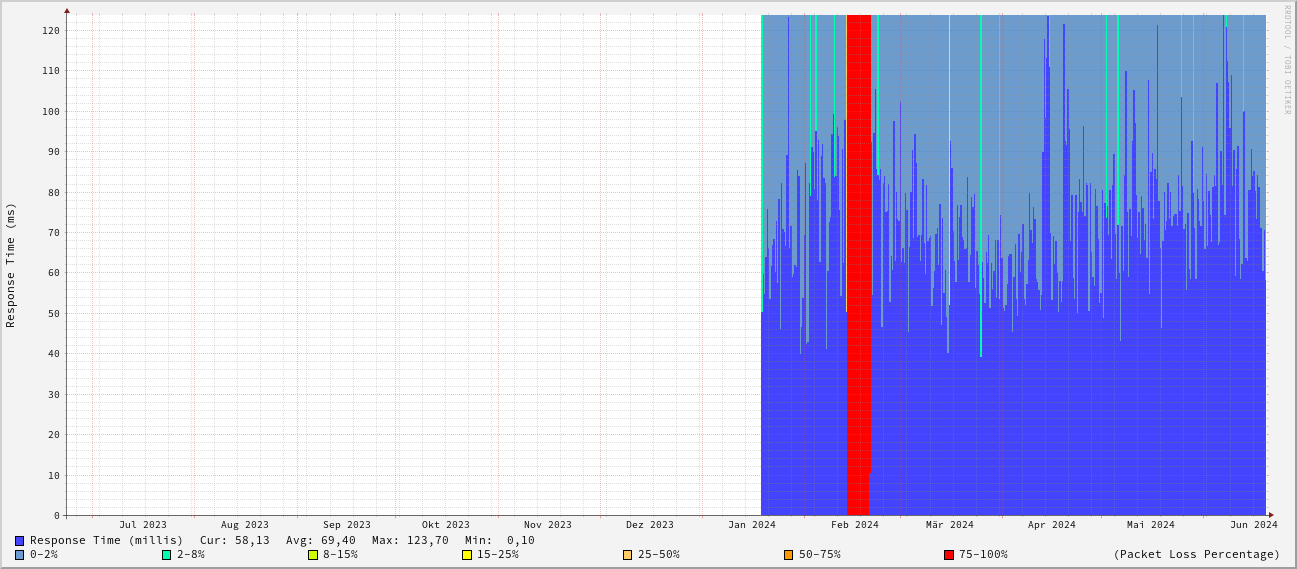 RRDTOOL / TOBI OETIKER
Response Time (ms)
120
110
100
90
80
70
60
50
40
30
20
10
0
Jul 2023 Aug 2023 Sep 2023 Okt 2023 Nov 2023 Dez 2023 Jan 2024 Feb 2024 Mär 2024 Apr 2024 Mai 2024 Jun 2024
Response Time (millis) Cur: 58,13 Avg: 69,40 Max: 123,70 Min: 0,10
0-2% 2-8% 8-15% 15-25% 25-50% 50-75% 75-100% (Packet Loss Percentage)